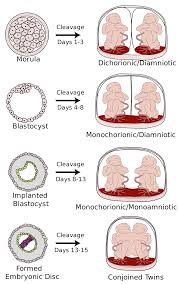 Cleavage
Days 1-3
Morula
Dichorionic/Diamniotic
Cleavage
Days 4-8
Blastocyst
Monochorionic/Diamniotic
Cleavage
Days 8-13
Implanted
Blastocyst
Monochorionic/Monoamniotic
Cleavage
Days 13-15
Formed
Embryonic Disc
Conjoined Twins